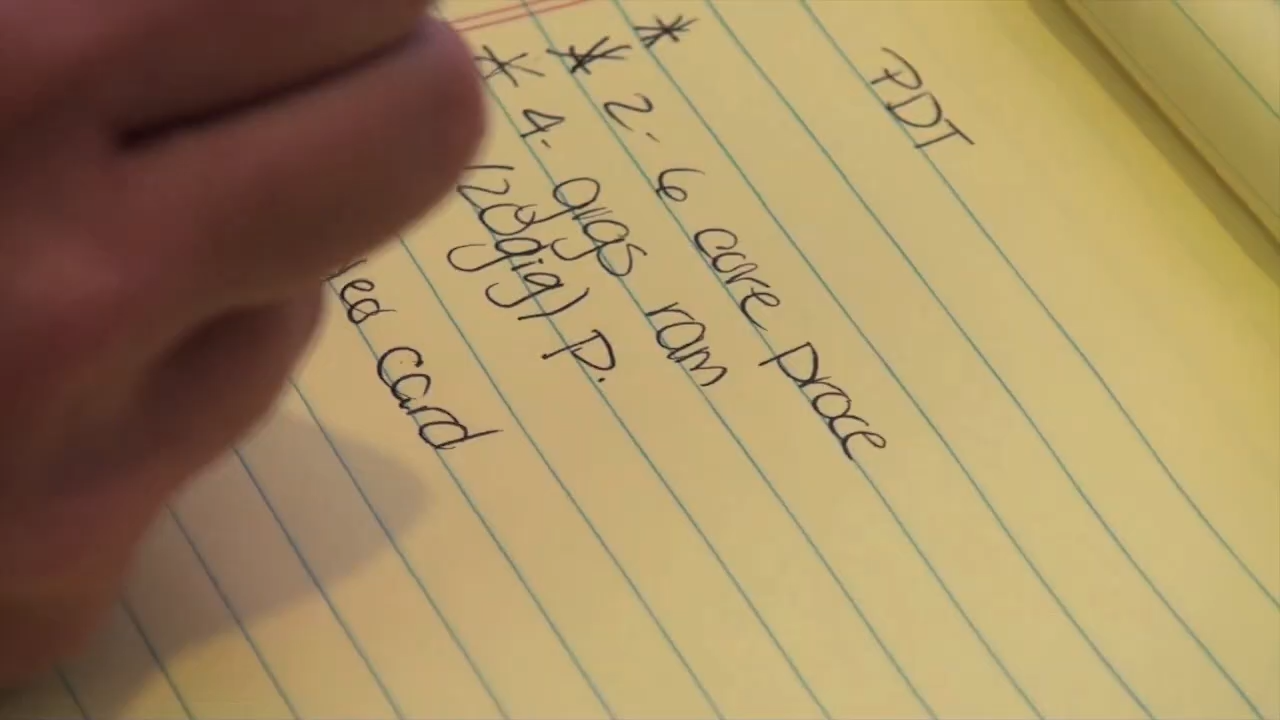 PDT
*
* 2- 6 core proce
* 4- gigs ram
(20gig) P.
card